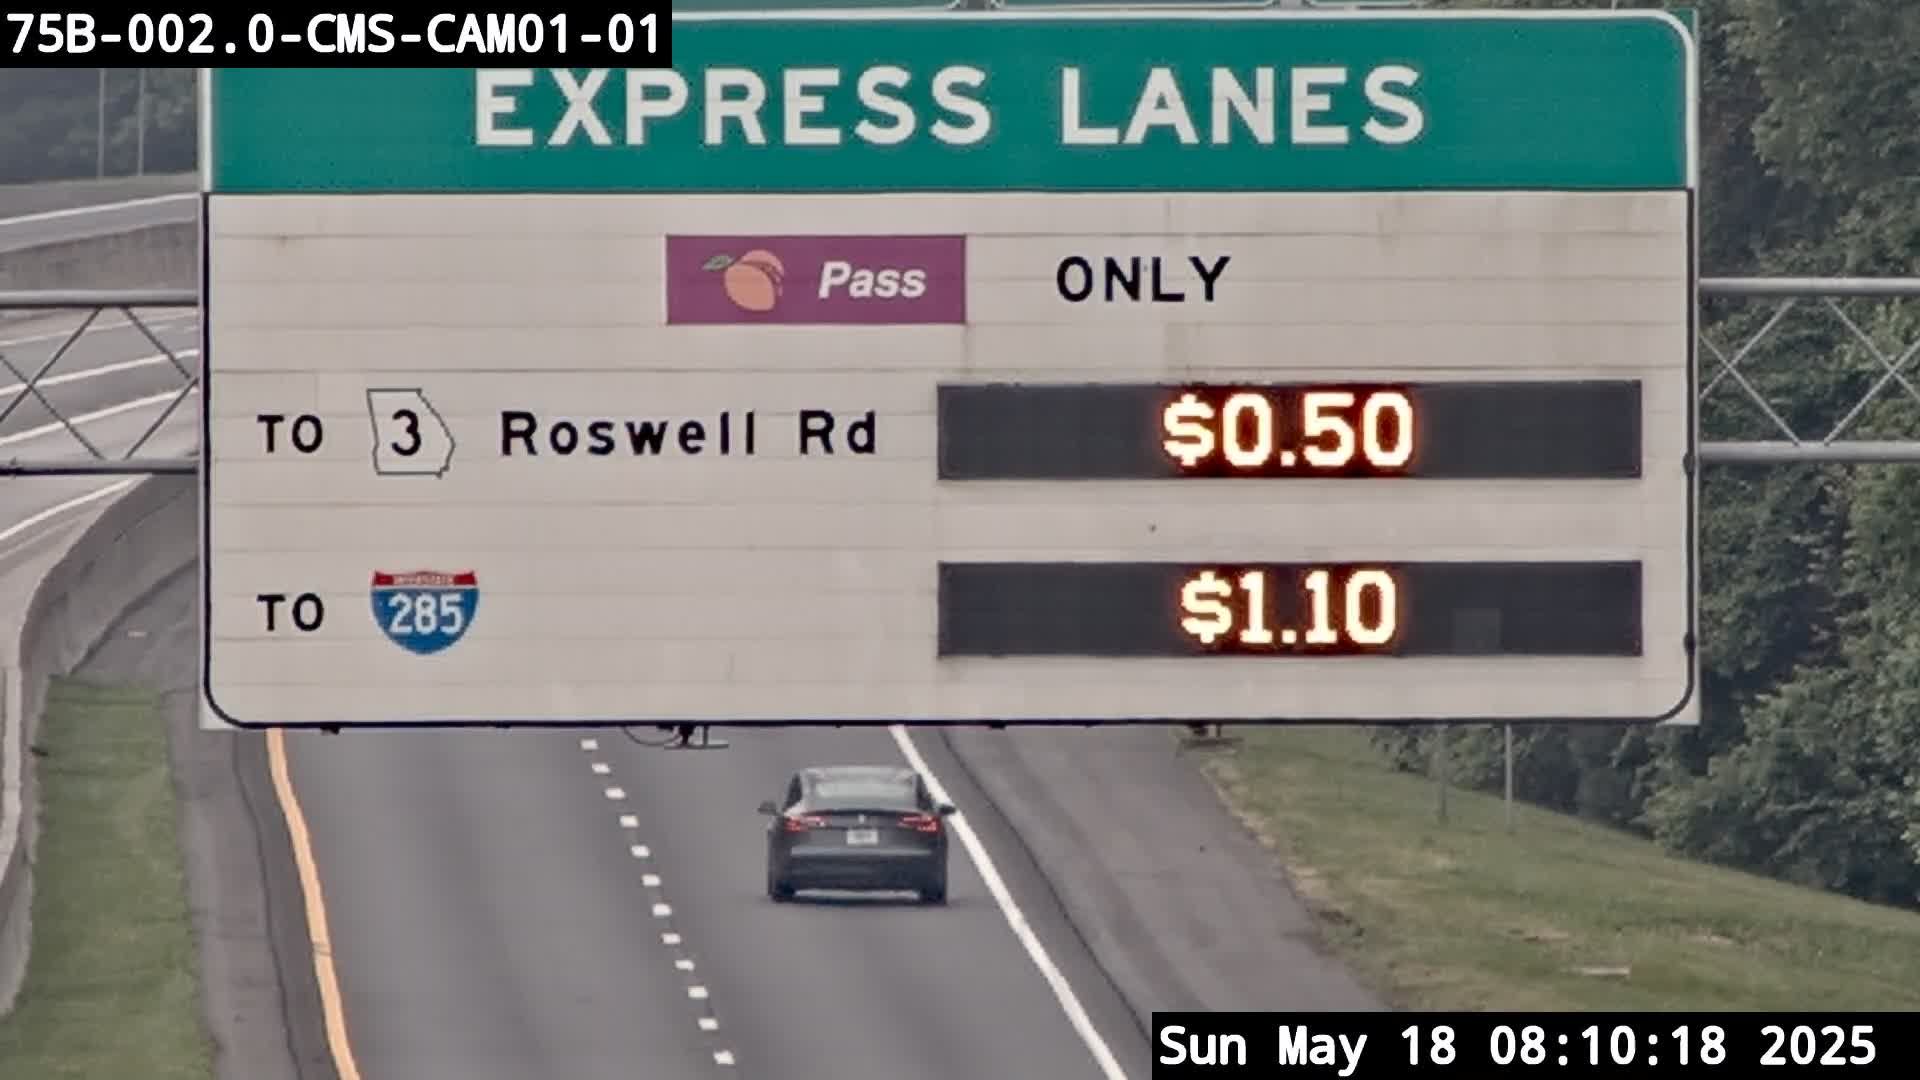 75B-002.0-CMS-CAM01-01
EXPRESS LANES
Pass ONLY
TO 3 Roswell Rd $0.50
INTERSTATE
TO 285 $1.10
Sun May 18 08:10:18 2025